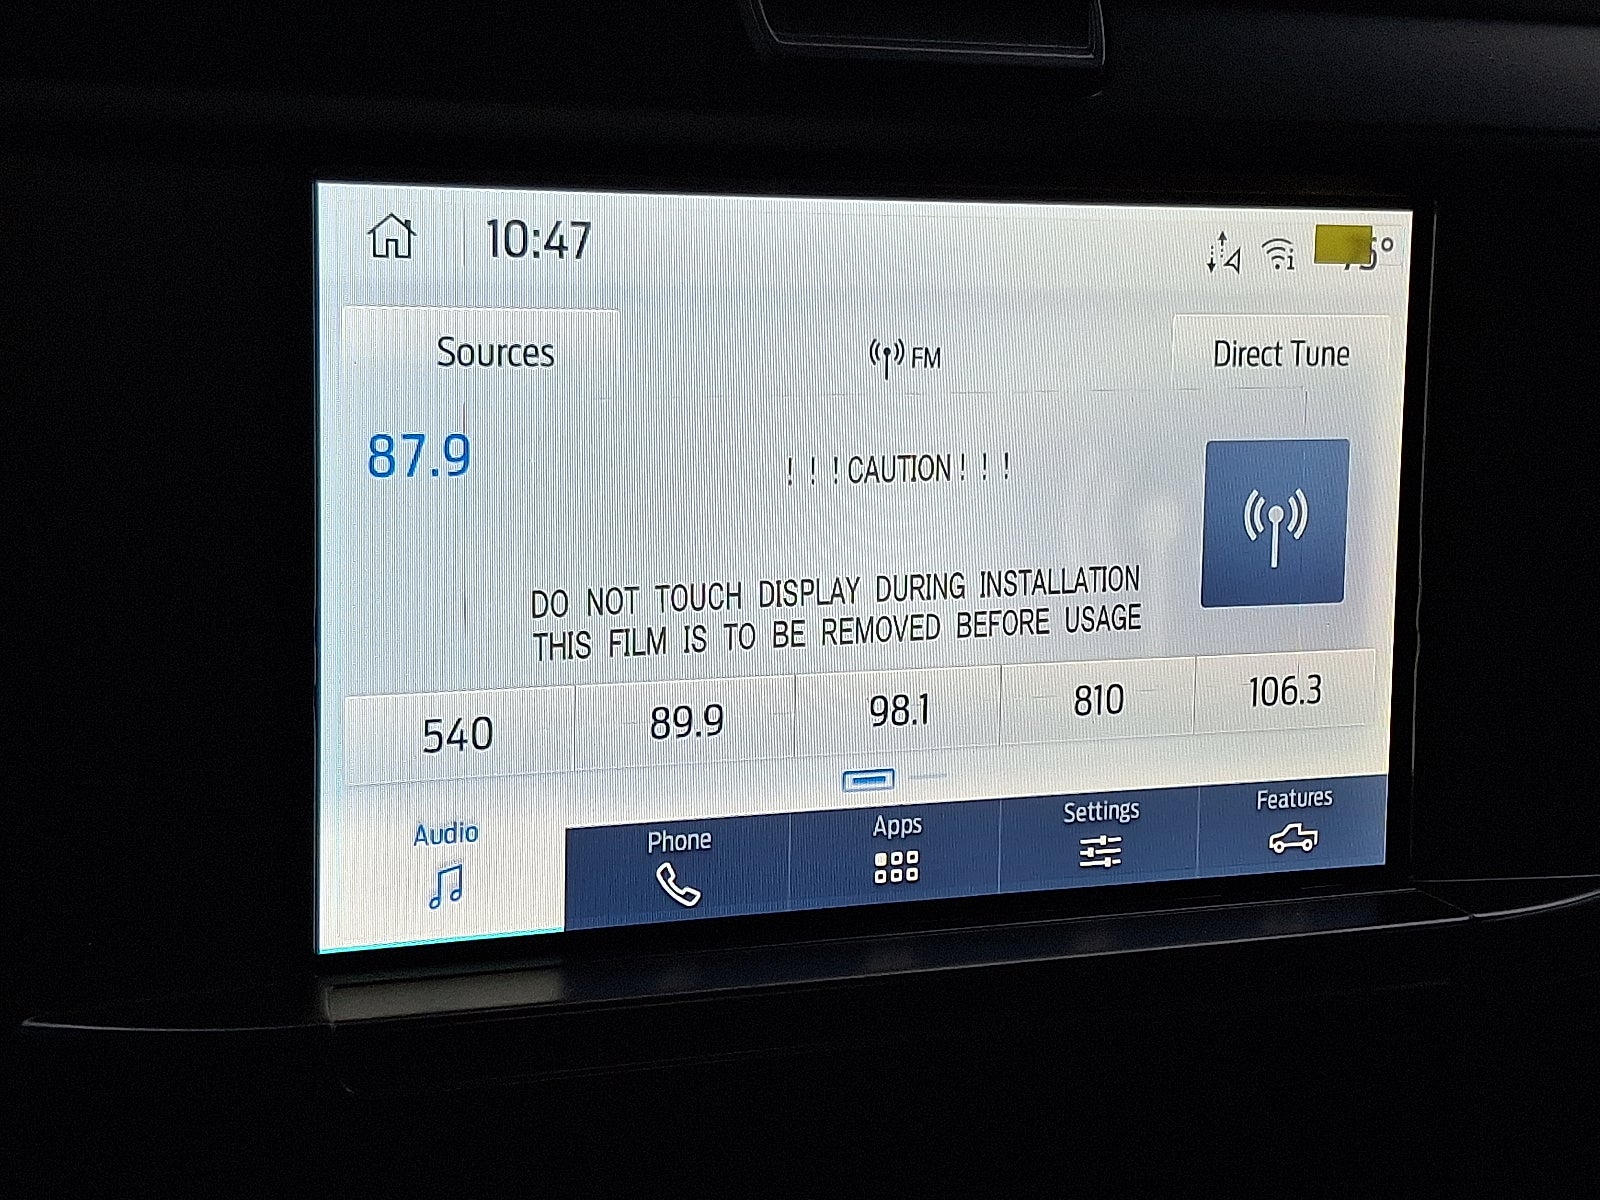 10:47
Sources
FM
Direct Tune
87.9
! ! ! CAUTION ! ! !
DO NOT TOUCH DISPLAY DURING INSTALLATION
THIS FILM IS TO BE REMOVED BEFORE USAGE
540 89.9 98.1 810 106.3
Audio Phone Apps Settings Features